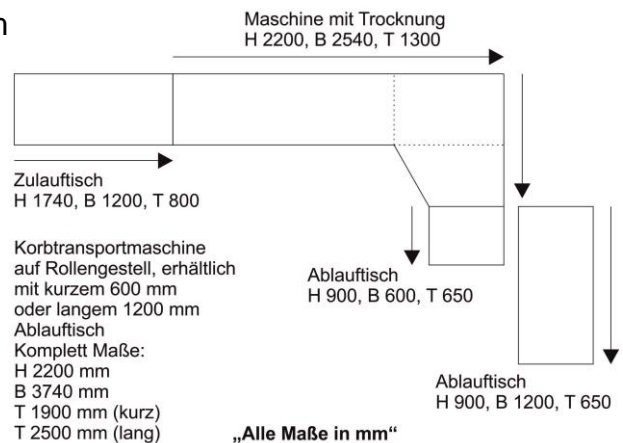 n
Maschine mit Trocknung
H 2200, B 2540, T 1300
Zulauftisch
H 1740, B 1200, T 800
Korbtransportmaschine
auf Rollengestell, erhältlich
mit kurzem 600 mm
oder langem 1200 mm
Ablauftisch
Komplett Maße:
H 2200 mm
B 3740 mm
T 1900 mm (kurz)
T 2500 mm (lang)
Ablauftisch
H 900, B 600, T 650
Ablauftisch
H 900, B 1200, T 650
„Alle Maße in mm“